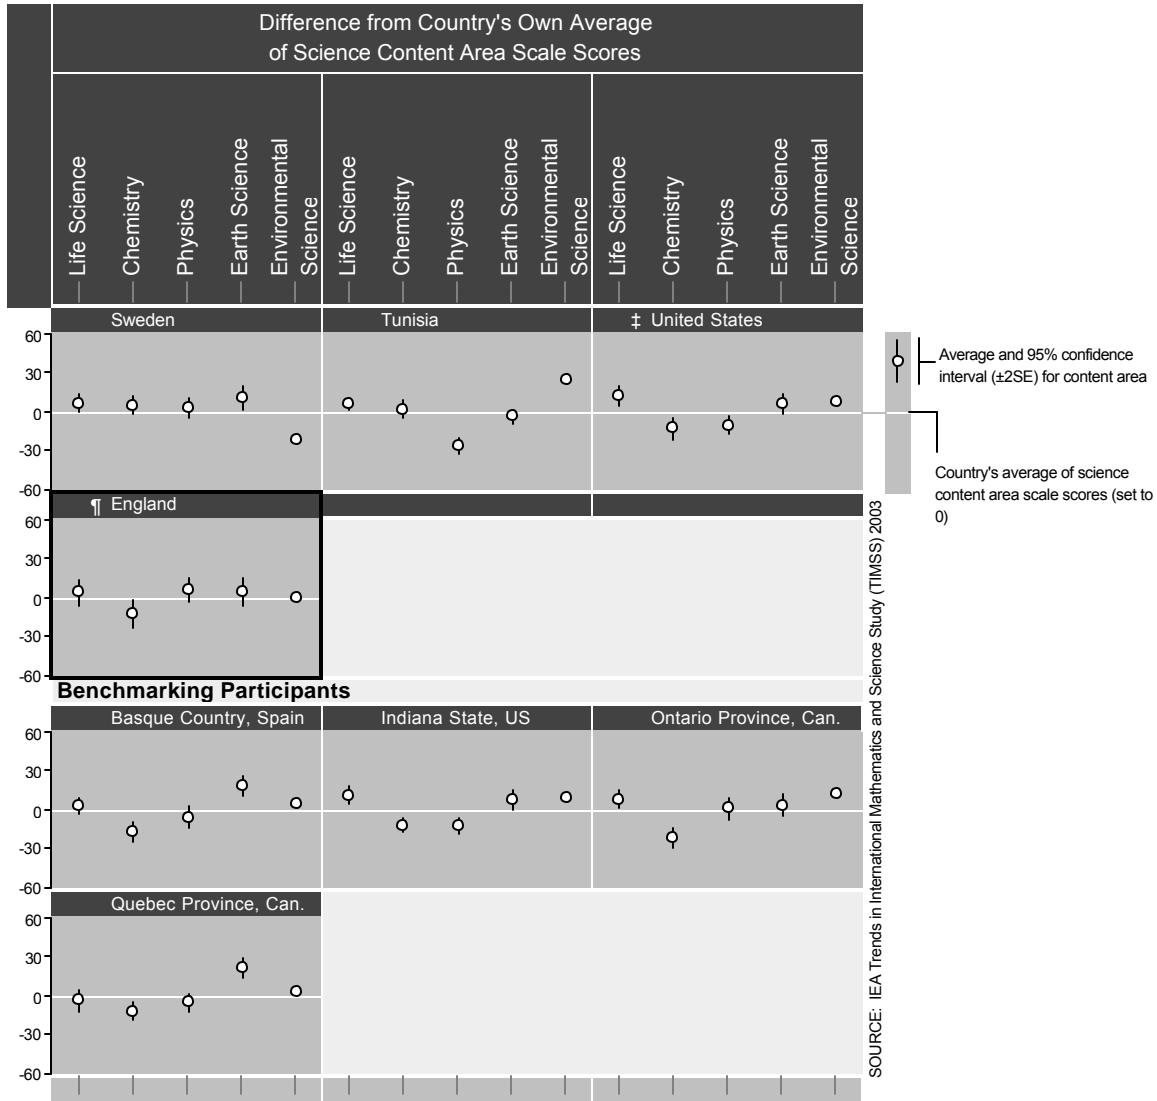 Difference from Country's Own Average
of Science Content Area Scale Scores
Life Science
Chemistry
Physics
Earth Science
Environmental
Science
Life Science
Chemistry
Physics
Earth Science
Environmental
Science
Life Science
Chemistry
Physics
Earth Science
Environmental
Science
Sweden
Tunisia
‡ United States
60
30
0
-30
-60
Average and 95% confidence
interval (±2SE) for content area
Country's average of science
content area scale scores (set to
0)
¶ England
60
30
0
-30
-60
Benchmarking Participants
Basque Country, Spain
Indiana State, US
Ontario Province, Can.
60
30
0
-30
-60
Quebec Province, Can.
60
30
0
-30
-60
SOURCE: IEA Trends in International Mathematics and Science Study (TIMSS) 2003